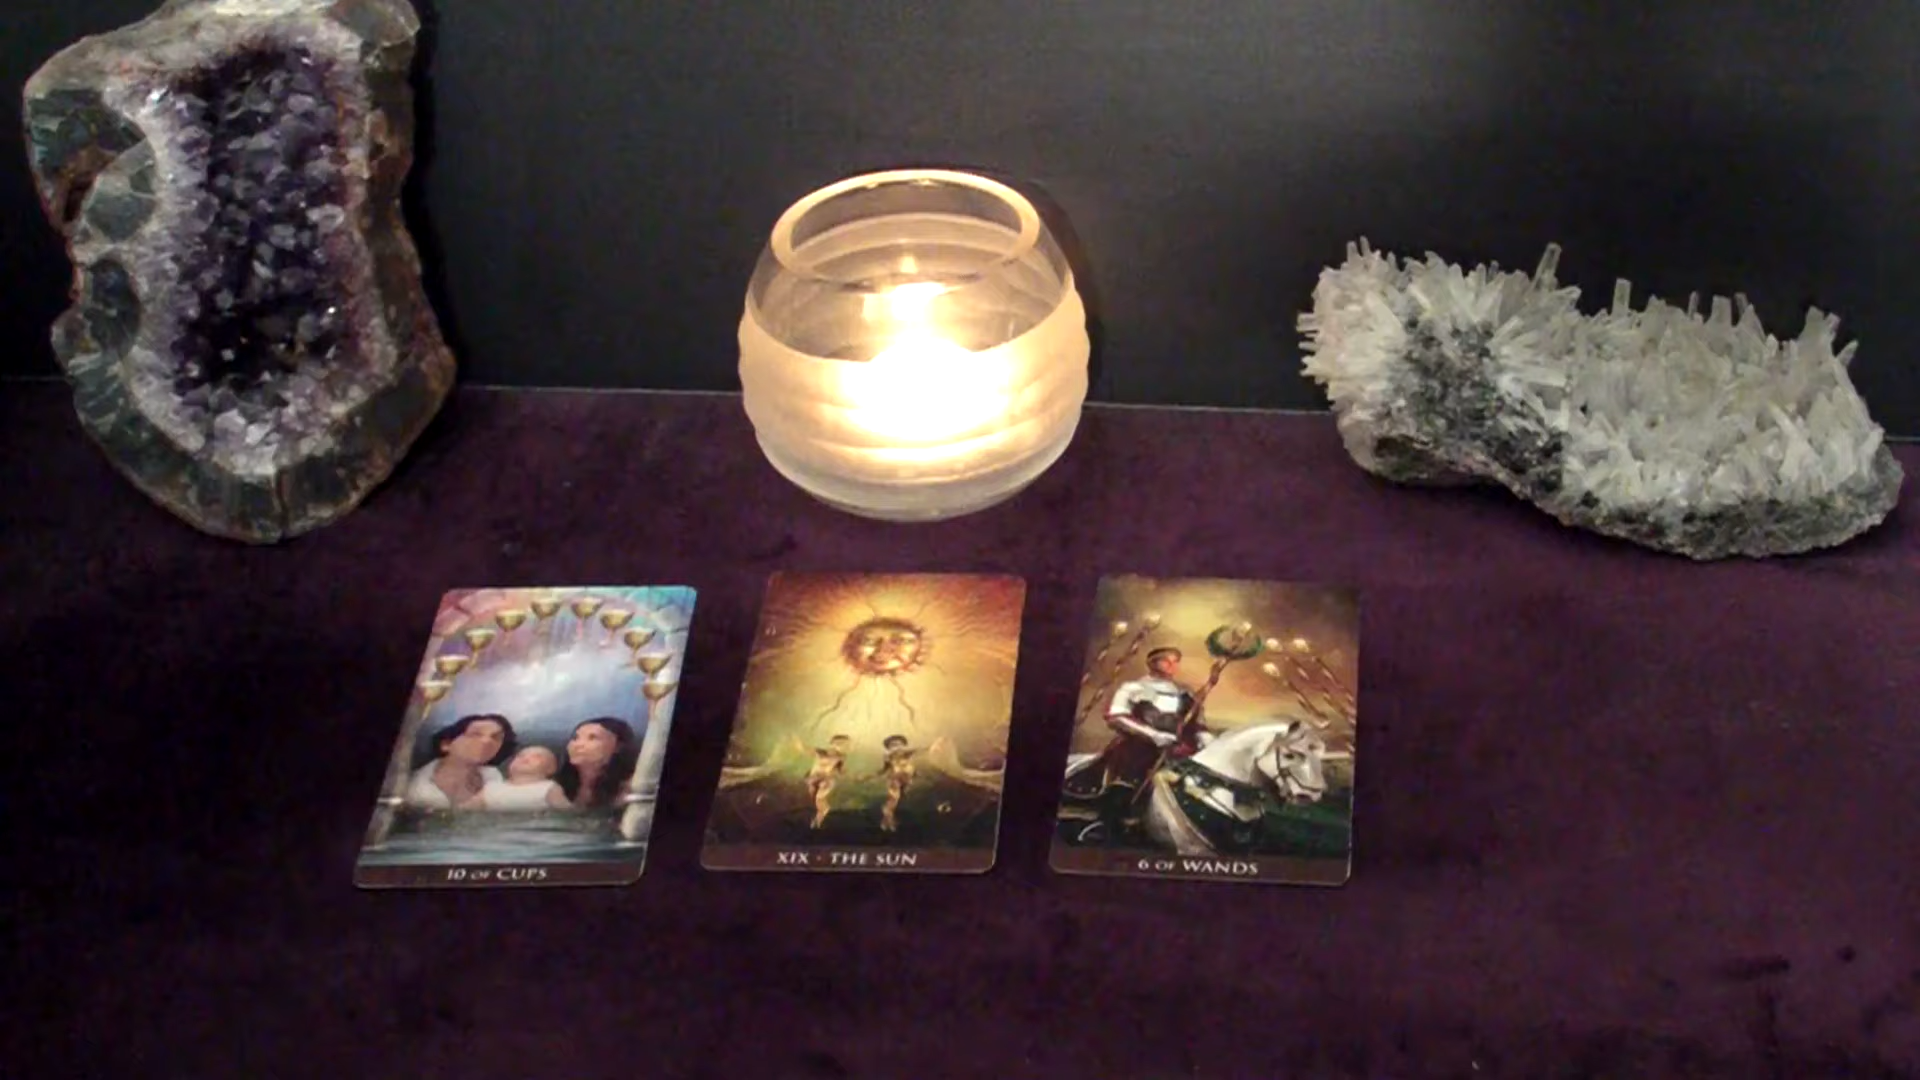 10 OF CUPS
XIX · THE SUN
6 OF WANDS